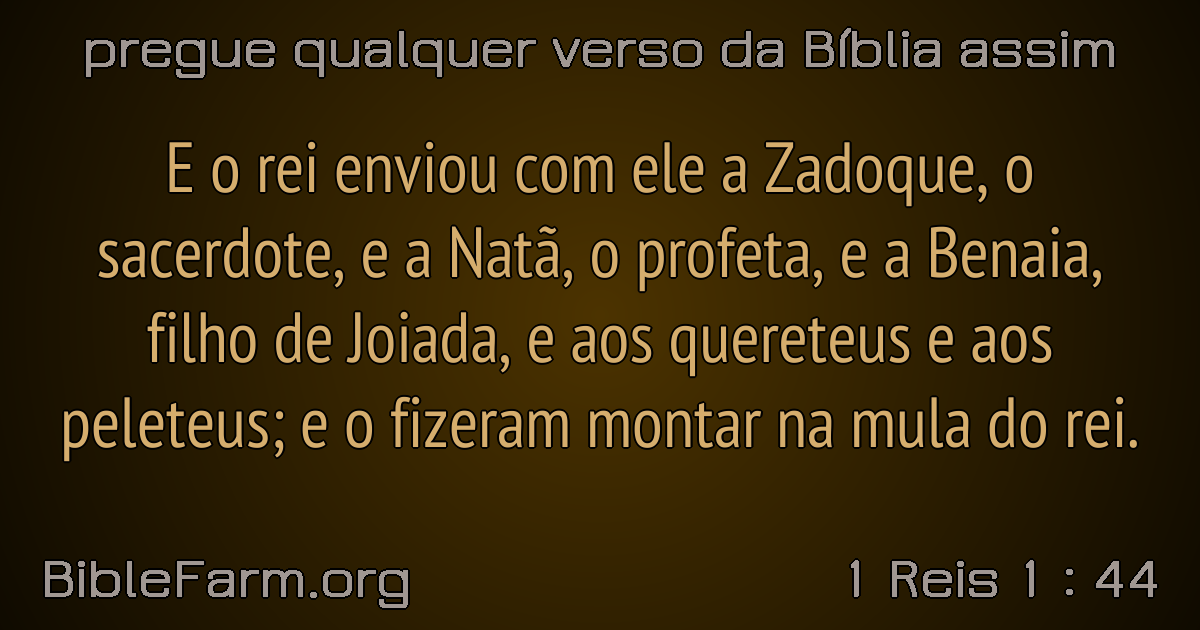 pregue qualquer verso da Bíblia assim
E o rei enviou com ele a Zadoque, o
sacerdote, e a Natã, o profeta, e a Benaia,
filho de Joiada, e aos quereteus e aos
peleteus; e o fizeram montar na mula do rei.
BibleFarm.org
1 Reis 1 : 44